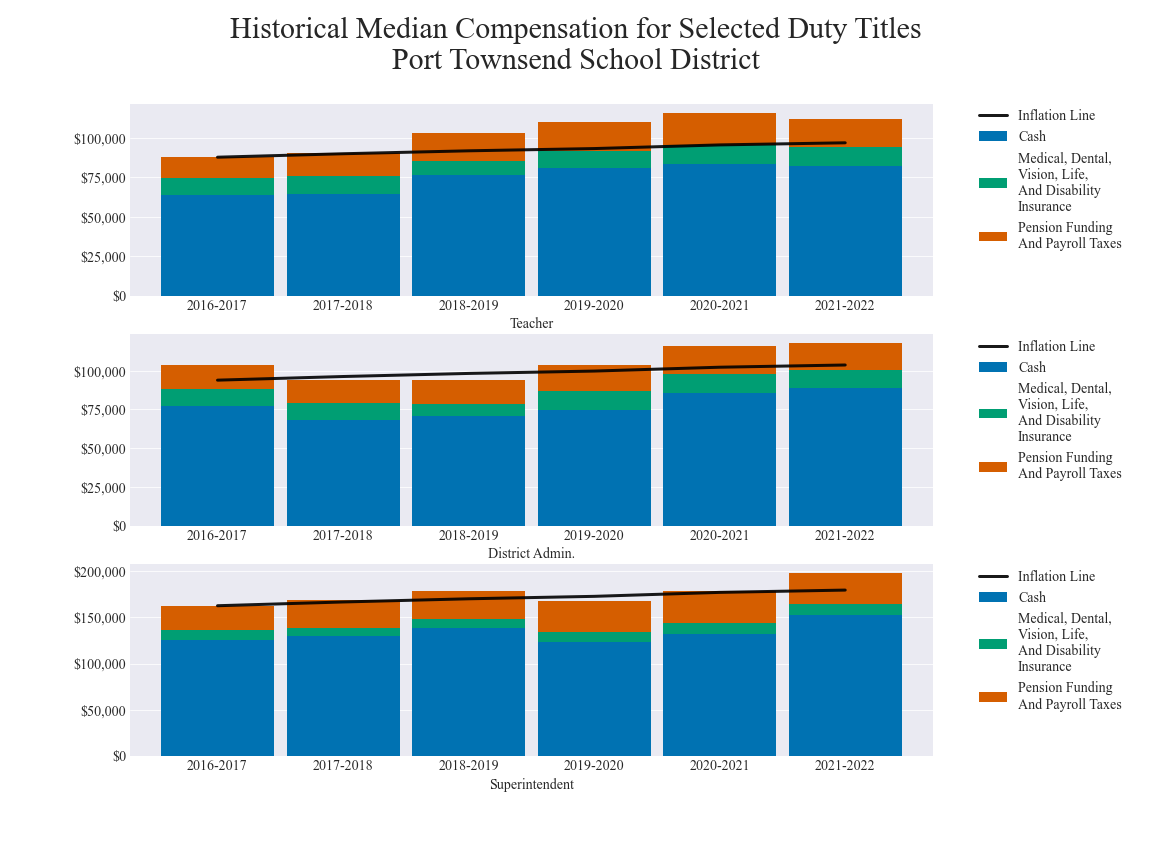 Historical Median Compensation for Selected Duty Titles
Port Townsend School District
$100,000
$75,000
$50,000
$25,000
$0
2016-2017 2017-2018 2018-2019 2019-2020 2020-2021 2021-2022
Teacher
Inflation Line
Cash
Medical, Dental,
Vision, Life,
And Disability
Insurance
Pension Funding
And Payroll Taxes
$100,000
$75,000
$50,000
$25,000
$0
2016-2017 2017-2018 2018-2019 2019-2020 2020-2021 2021-2022
District Admin.
Inflation Line
Cash
Medical, Dental,
Vision, Life,
And Disability
Insurance
Pension Funding
And Payroll Taxes
$200,000
$150,000
$100,000
$50,000
$0
2016-2017 2017-2018 2018-2019 2019-2020 2020-2021 2021-2022
Superintendent
Inflation Line
Cash
Medical, Dental,
Vision, Life,
And Disability
Insurance
Pension Funding
And Payroll Taxes